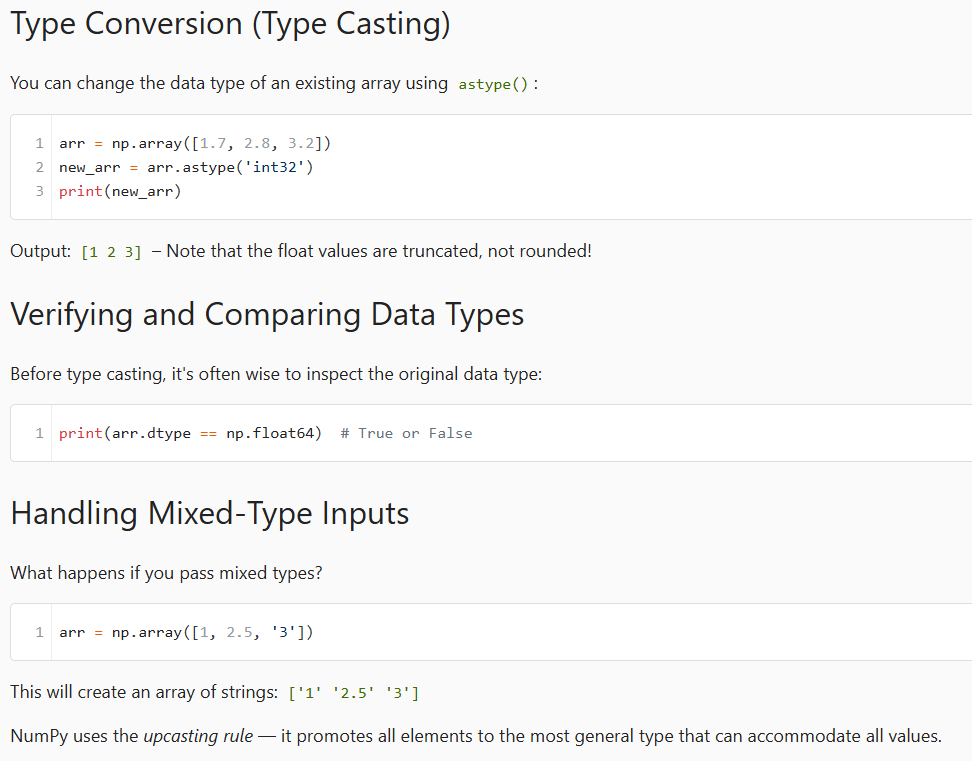 Type Conversion (Type Casting)
You can change the data type of an existing array using astype() :
1 arr = np.array([1.7, 2.8, 3.2])
2 new_arr = arr.astype('int32')
3 print(new_arr)
Output: [1 2 3] – Note that the float values are truncated, not rounded!
Verifying and Comparing Data Types
Before type casting, it's often wise to inspect the original data type:
1 print(arr.dtype == np.float64)  # True or False
Handling Mixed-Type Inputs
What happens if you pass mixed types?
1 arr = np.array([1, 2.5, '3'])
This will create an array of strings: ['1' '2.5' '3']
NumPy uses the upcasting rule — it promotes all elements to the most general type that can accommodate all values.